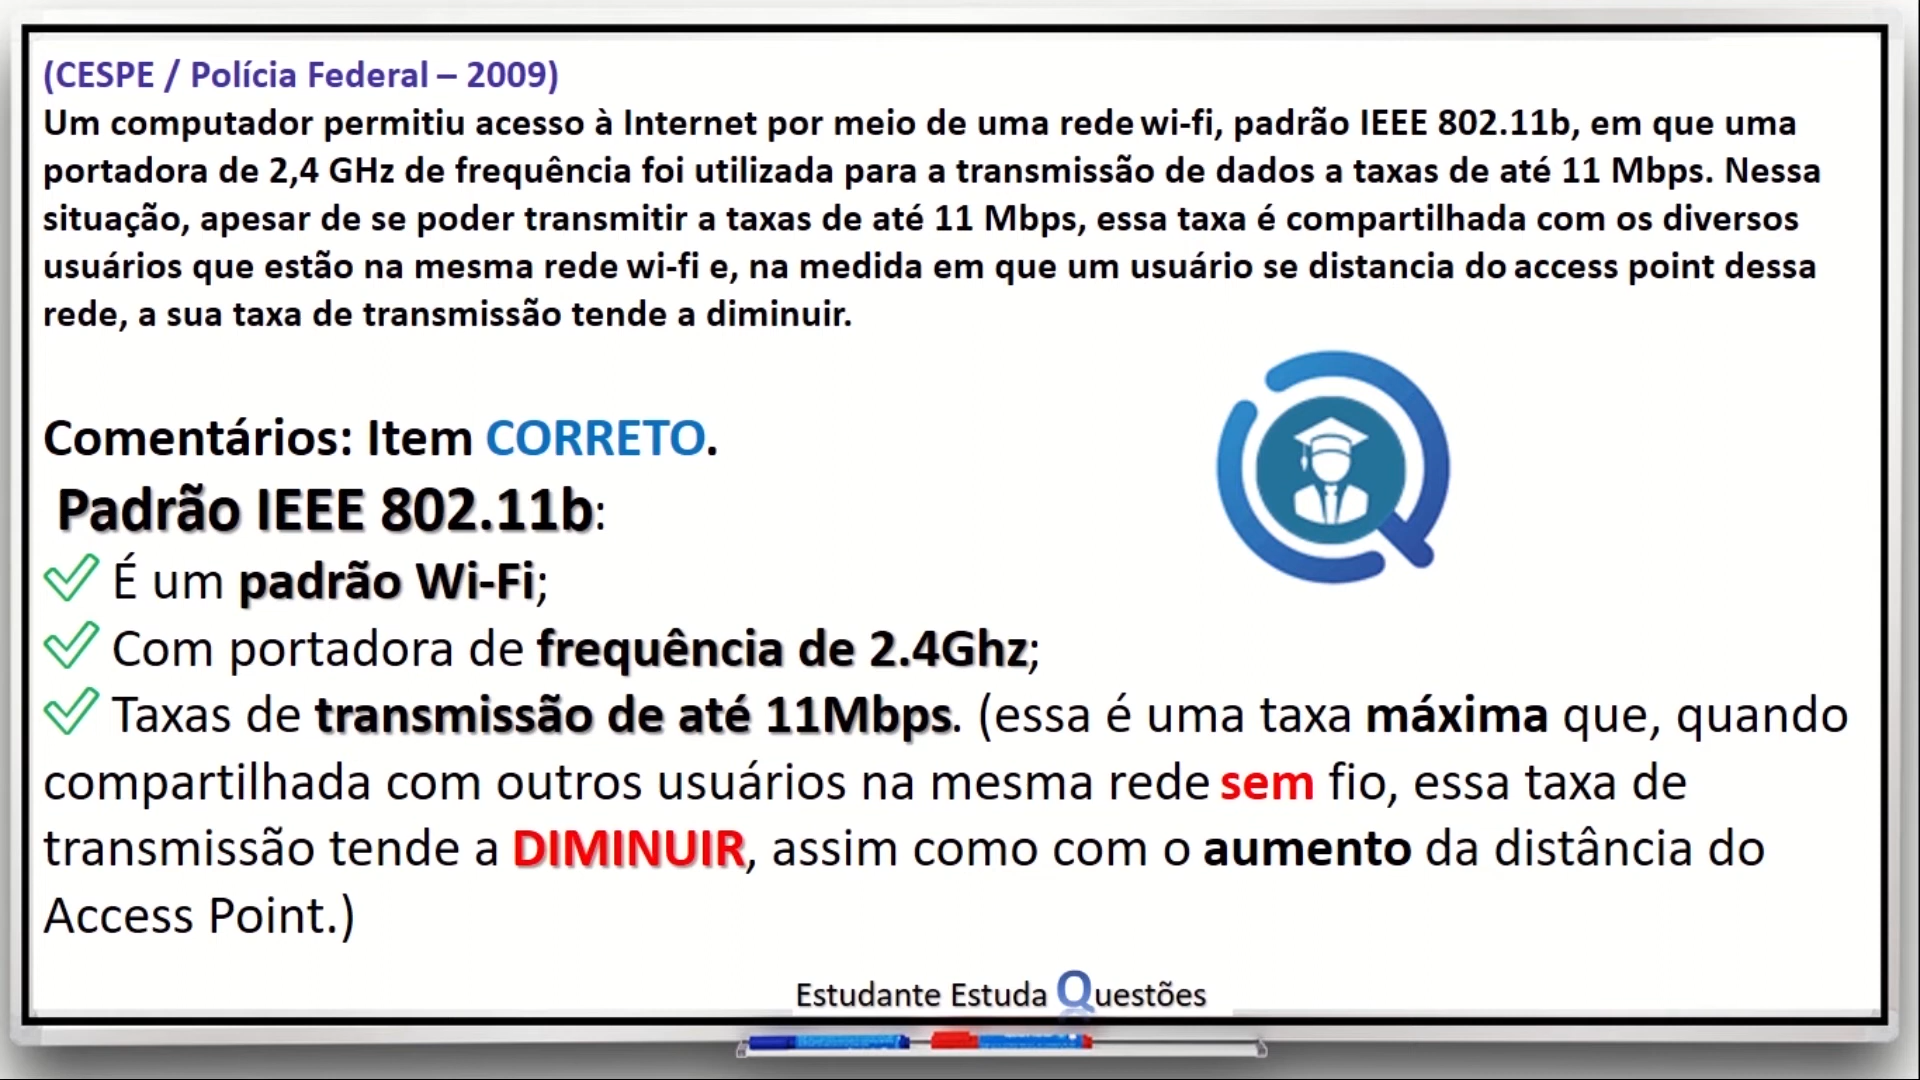 (CESPE / Polícia Federal – 2009)
Um computador permitiu acesso à Internet por meio de uma rede wi-fi, padrão IEEE 802.11b, em que uma
portadora de 2,4 GHz de frequência foi utilizada para a transmissão de dados a taxas de até 11 Mbps. Nessa
situação, apesar de se poder transmitir a taxas de até 11 Mbps, essa taxa é compartilhada com os diversos
usuários que estão na mesma rede wi-fi e, na medida em que um usuário se distancia do access point dessa
rede, a sua taxa de transmissão tende a diminuir.
Comentários: Item CORRETO.
Padrão IEEE 802.11b:
É um padrão Wi-Fi;
Com portadora de frequência de 2.4Ghz;
Taxas de transmissão de até 11Mbps. (essa é uma taxa máxima que, quando
compartilhada com outros usuários na mesma rede sem fio, essa taxa de
transmissão tende a DIMINUIR, assim como com o aumento da distância do
Access Point.)
Estudante Estuda Questões